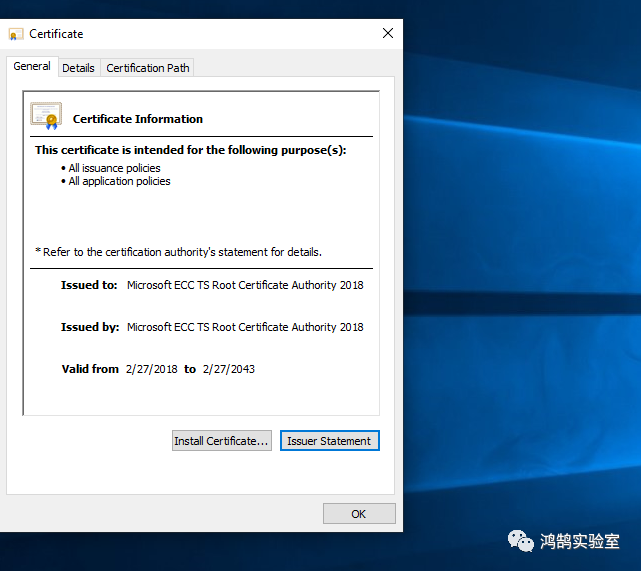 Certificate
General Details Certification Path
Certificate Information
This certificate is intended for the following purpose(s):
• All issuance policies
• All application policies
* Refer to the certification authority's statement for details.
Issued to: Microsoft ECC TS Root Certificate Authority 2018
Issued by: Microsoft ECC TS Root Certificate Authority 2018
Valid from 2/27/2018 to 2/27/2043
Install Certificate... Issuer Statement
OK
鸿鹄实验室